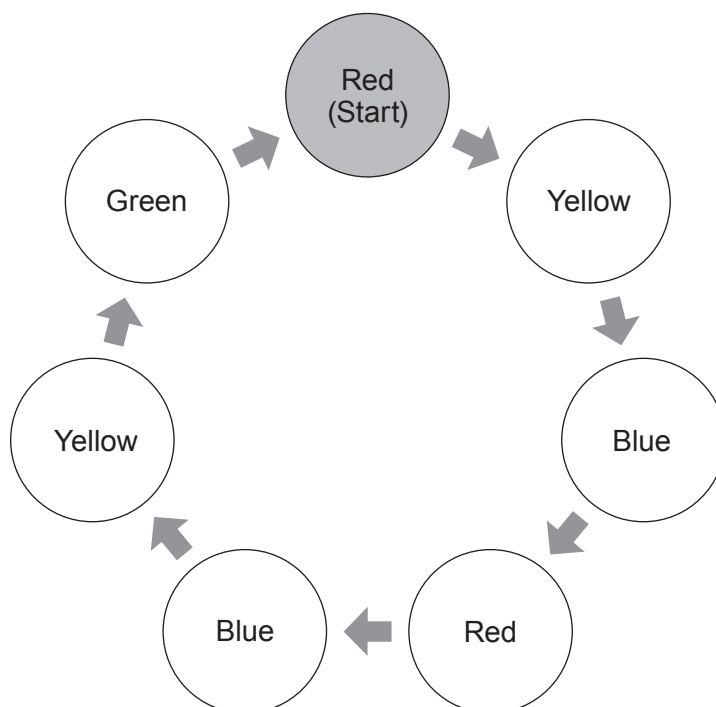 Red
(Start)
Yellow
Blue
Red
Blue
Yellow
Green